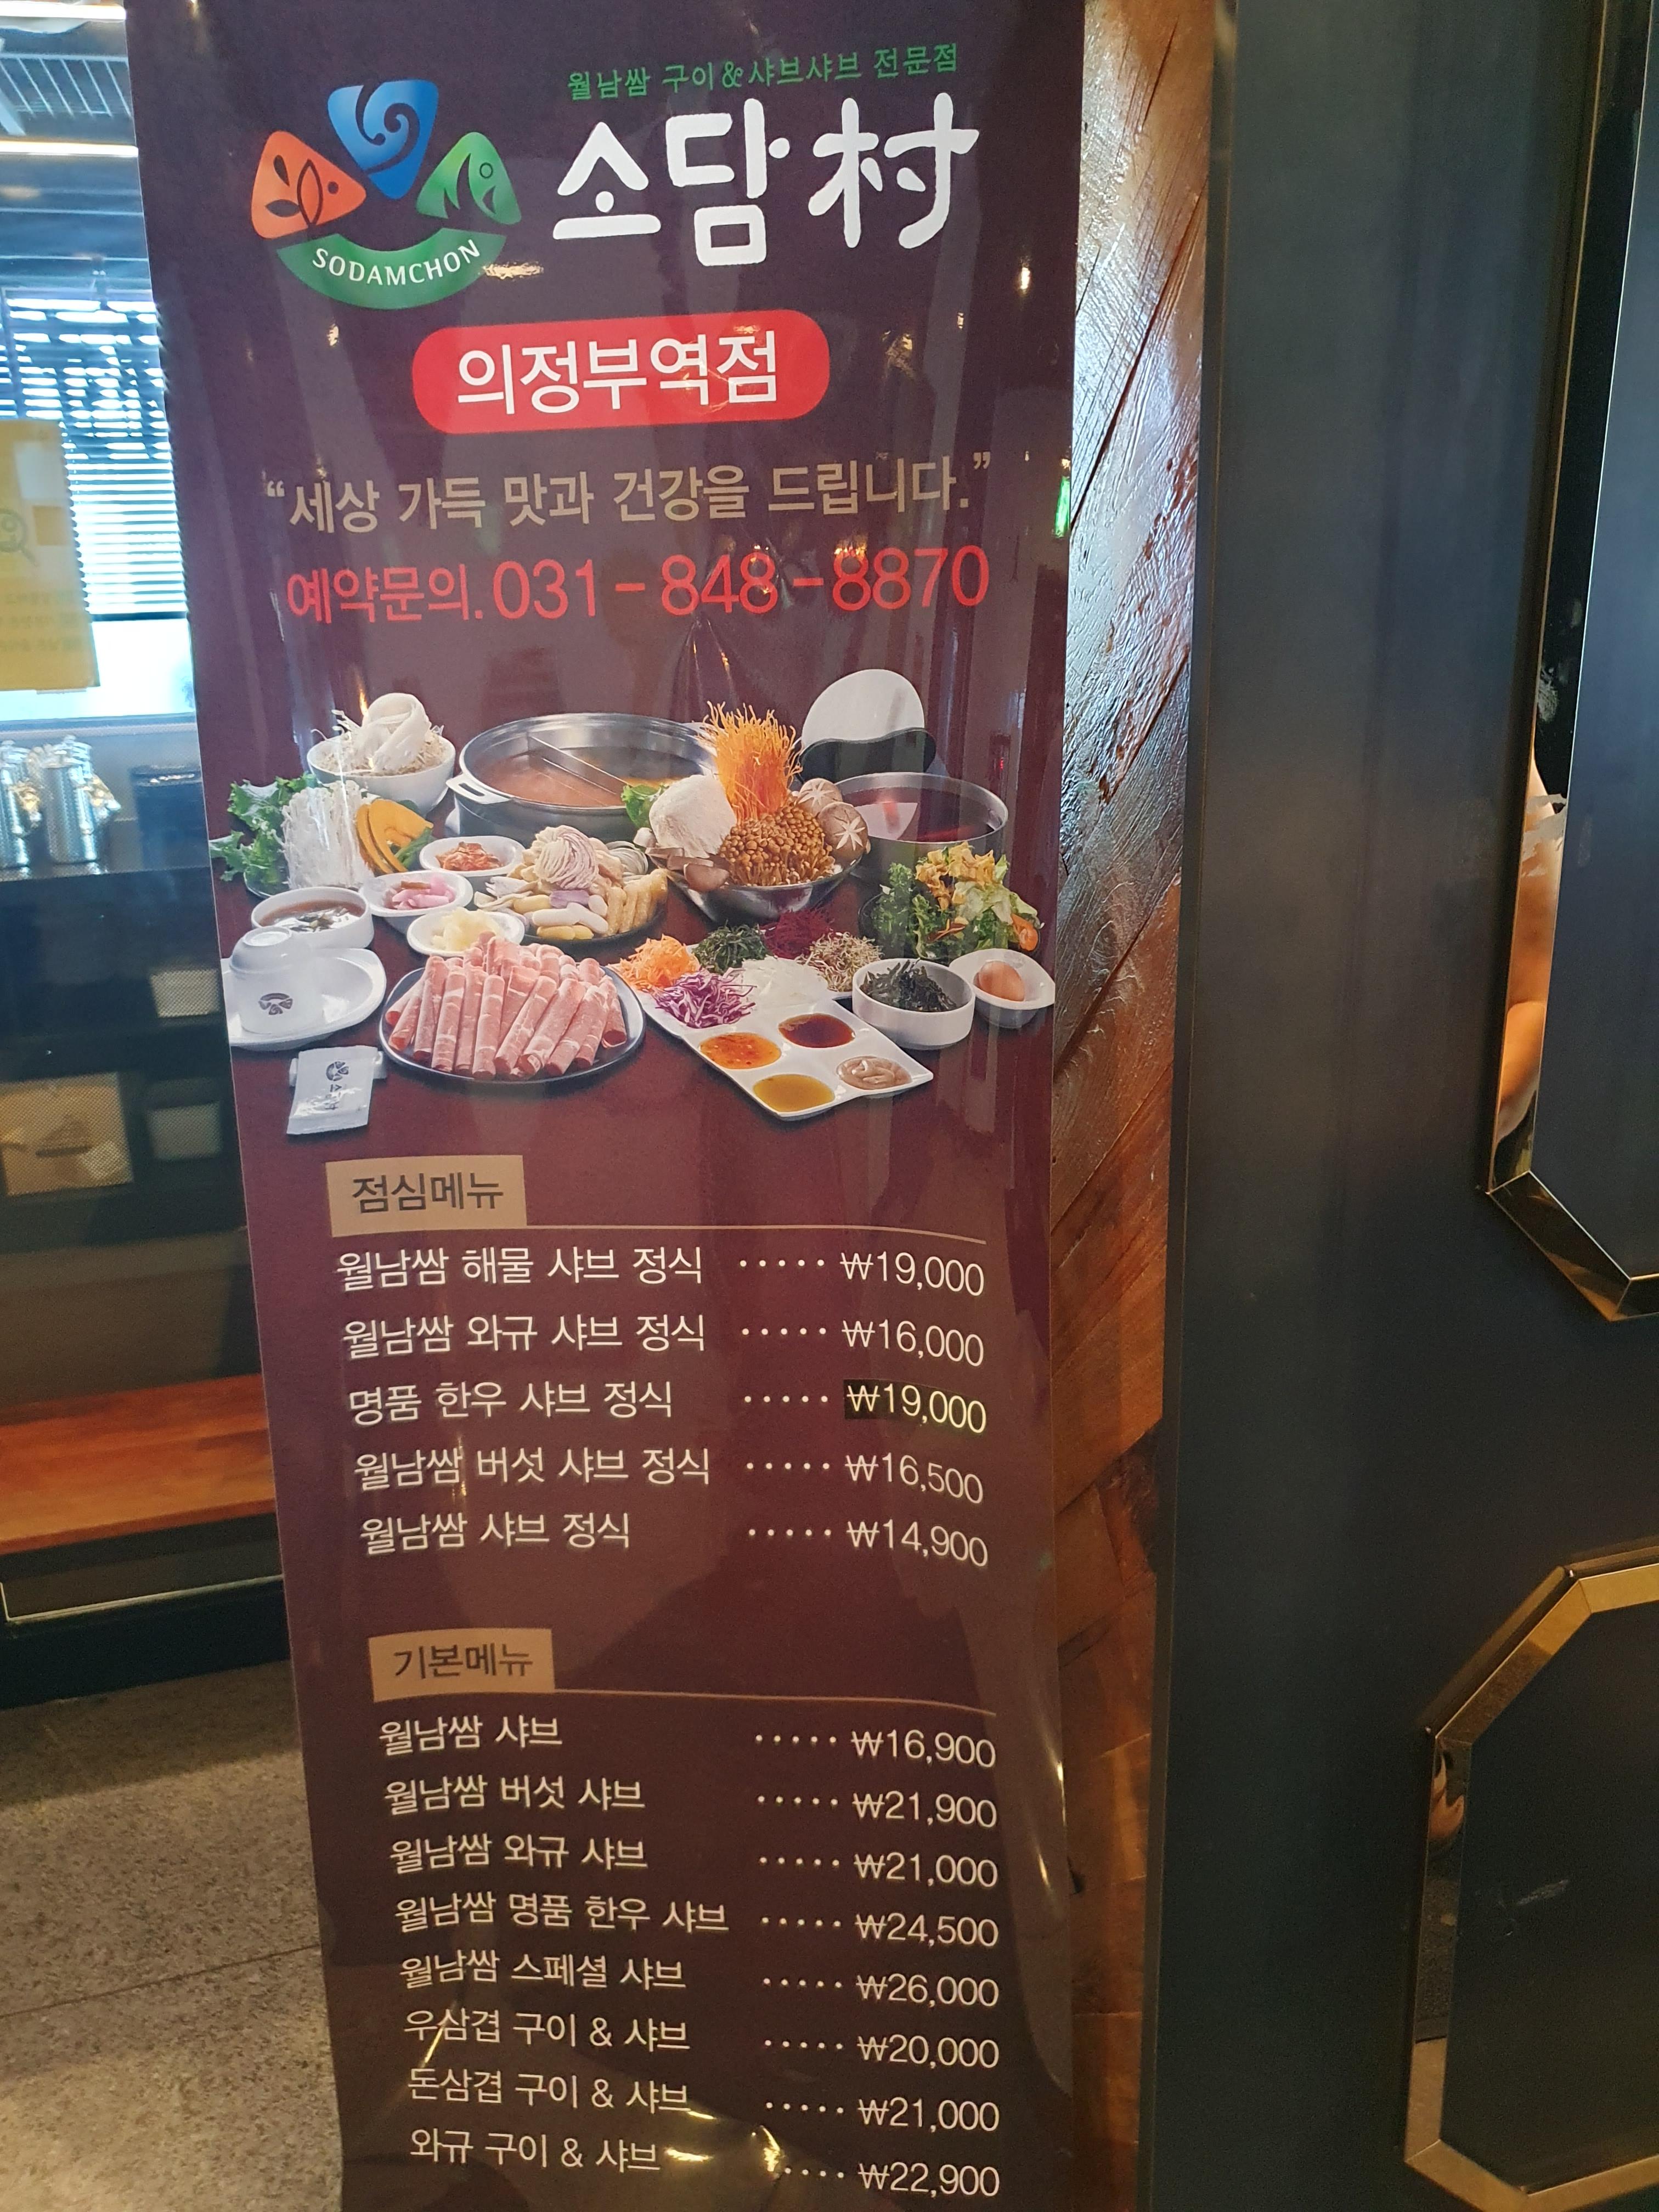 월남쌈 구이&샤브샤브 전문점
소담村
SODAMCHON
의정부역점
“세상 가득 맛과 건강을 드립니다.”
예약문의. 031-848-8870
점심메뉴
월남쌈 해물 샤브 정식 ····· ₩19,000
월남쌈 와규 샤브 정식 ····· ₩16,000
명품 한우 샤브 정식 ····· ₩19,000
월남쌈 버섯 샤브 정식 ····· ₩16,500
월남쌈 샤브 정식 ····· ₩14,900
기본메뉴
월남쌈 샤브 ····· ₩16,900
월남쌈 버섯 샤브 ····· ₩21,900
월남쌈 와규 샤브 ····· ₩21,000
월남쌈 명품 한우 샤브 ····· ₩24,500
월남쌈 스페셜 샤브 ····· ₩26,000
우삼겹 구이 & 샤브 ····· ₩20,000
돈삼겹 구이 & 샤브 ····· ₩21,000
와규 구이 & 샤브 ····· ₩22,900